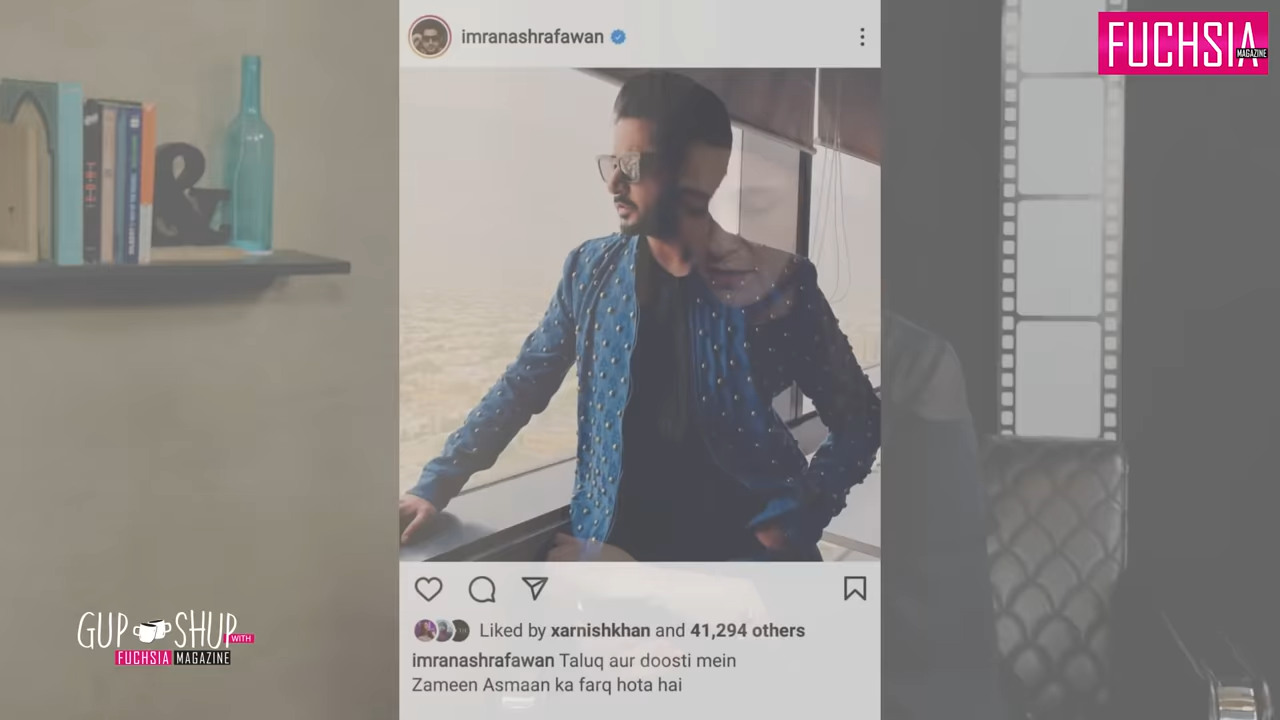 imranashrafawan
FUCHSIA
MAGAZINE
&
Liked by xarnishkhan and 41,294 others
imranashrafawan Taluq aur doosti mein
Zameen Asmaan ka farq hota hai
GUP SHUP
WITH
FUCHSIA MAGAZINE